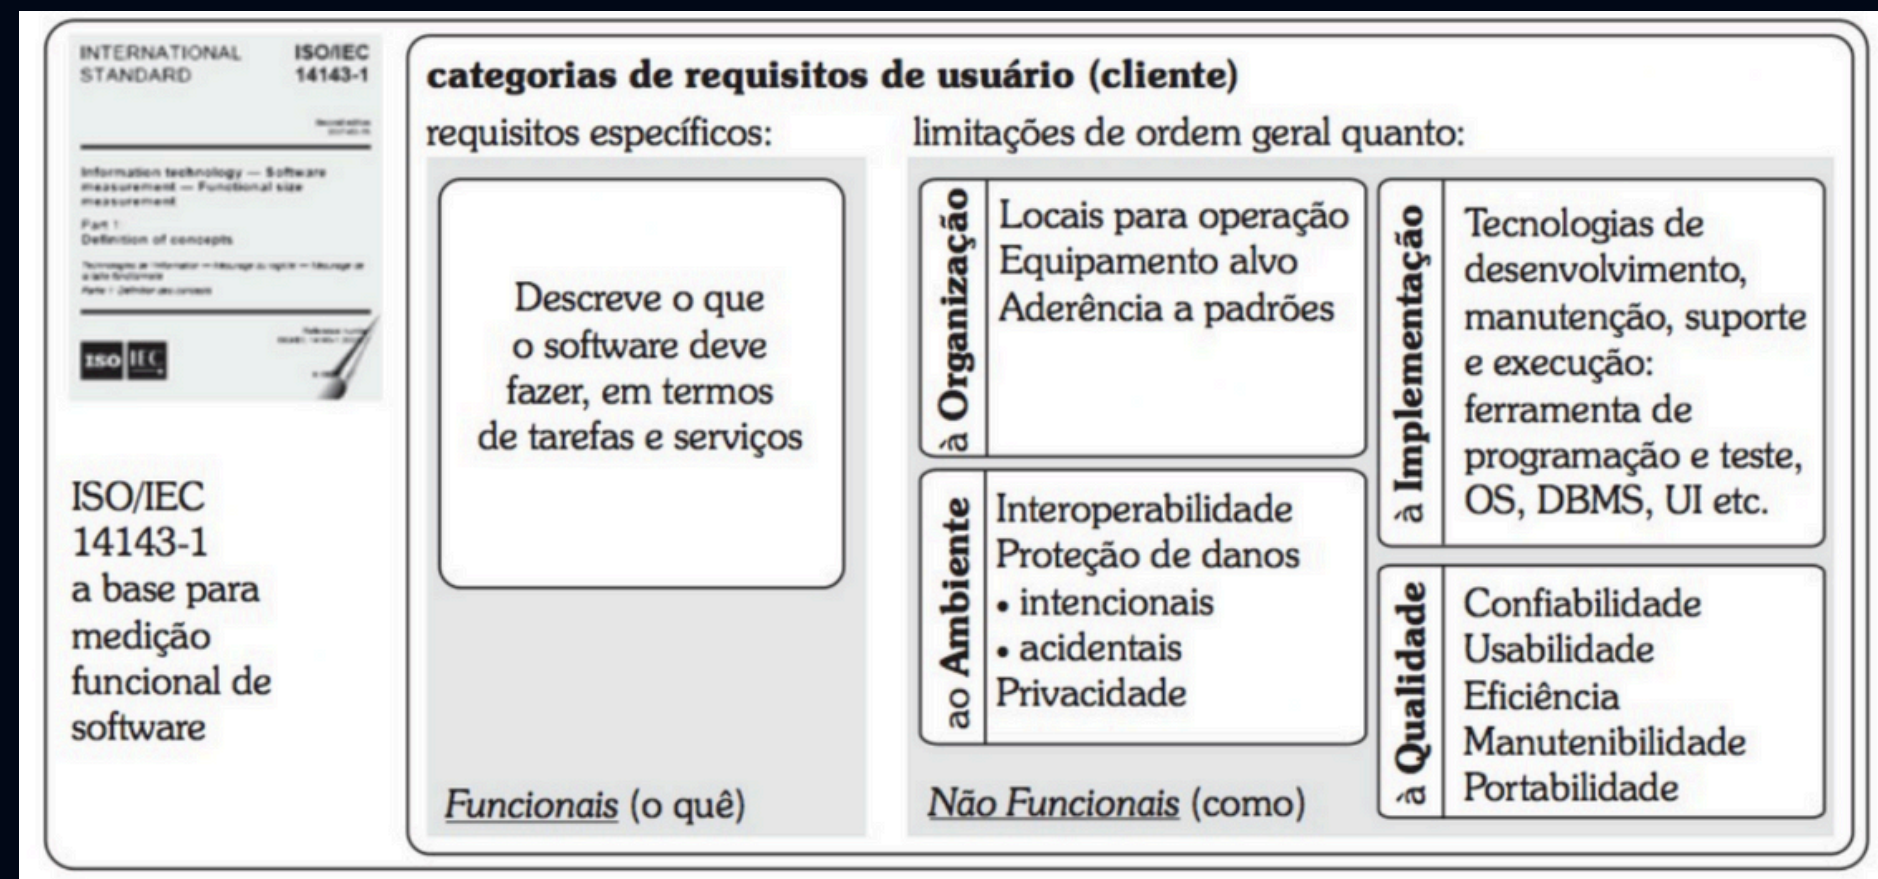 INTERNATIONAL STANDARD
ISO/IEC 14143-1
Information technology — Software
measurement — Functional size
measurement
Part 1:
Definition of concepts
ISO IEC
ISO/IEC
14143-1
a base para
medição
funcional de
software
categorias de requisitos de usuário (cliente)
requisitos específicos:
Descreve o que
o software deve
fazer, em termos
de tarefas e serviços
Funcionais (o quê)
limitações de ordem geral quanto:
à Organização
Locais para operação
Equipamento alvo
Aderência a padrões
ao Ambiente
Interoperabilidade
Proteção de danos
• intencionais
• acidentais
Privacidade
à Implementação
Tecnologias de
desenvolvimento,
manutenção, suporte
e execução:
ferramenta de
programação e teste,
OS, DBMS, UI etc.
à Qualidade
Confiabilidade
Usabilidade
Eficiência
Manutenibilidade
Portabilidade
Não Funcionais (como)